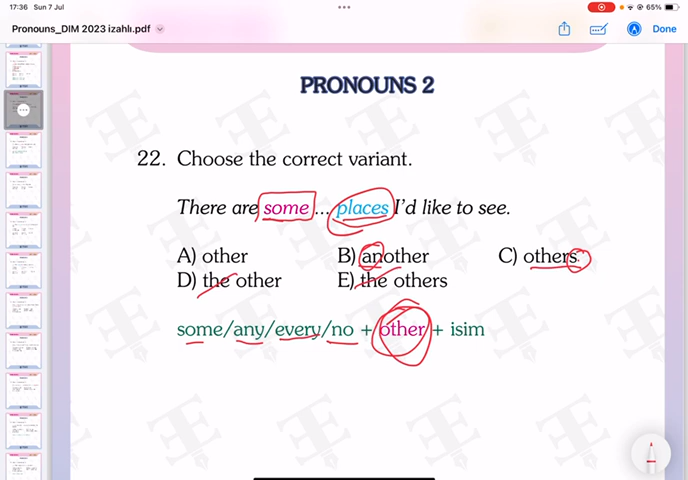 17:36 Sun 7 Jul
65%
Pronouns_DIM 2023 izahlı.pdf
Done
PRONOUNS 2
22. Choose the correct variant.
There are some ... places I'd like to see.
A) other B) another C) others
D) the other E) the others
some/any/every/no + other + isim